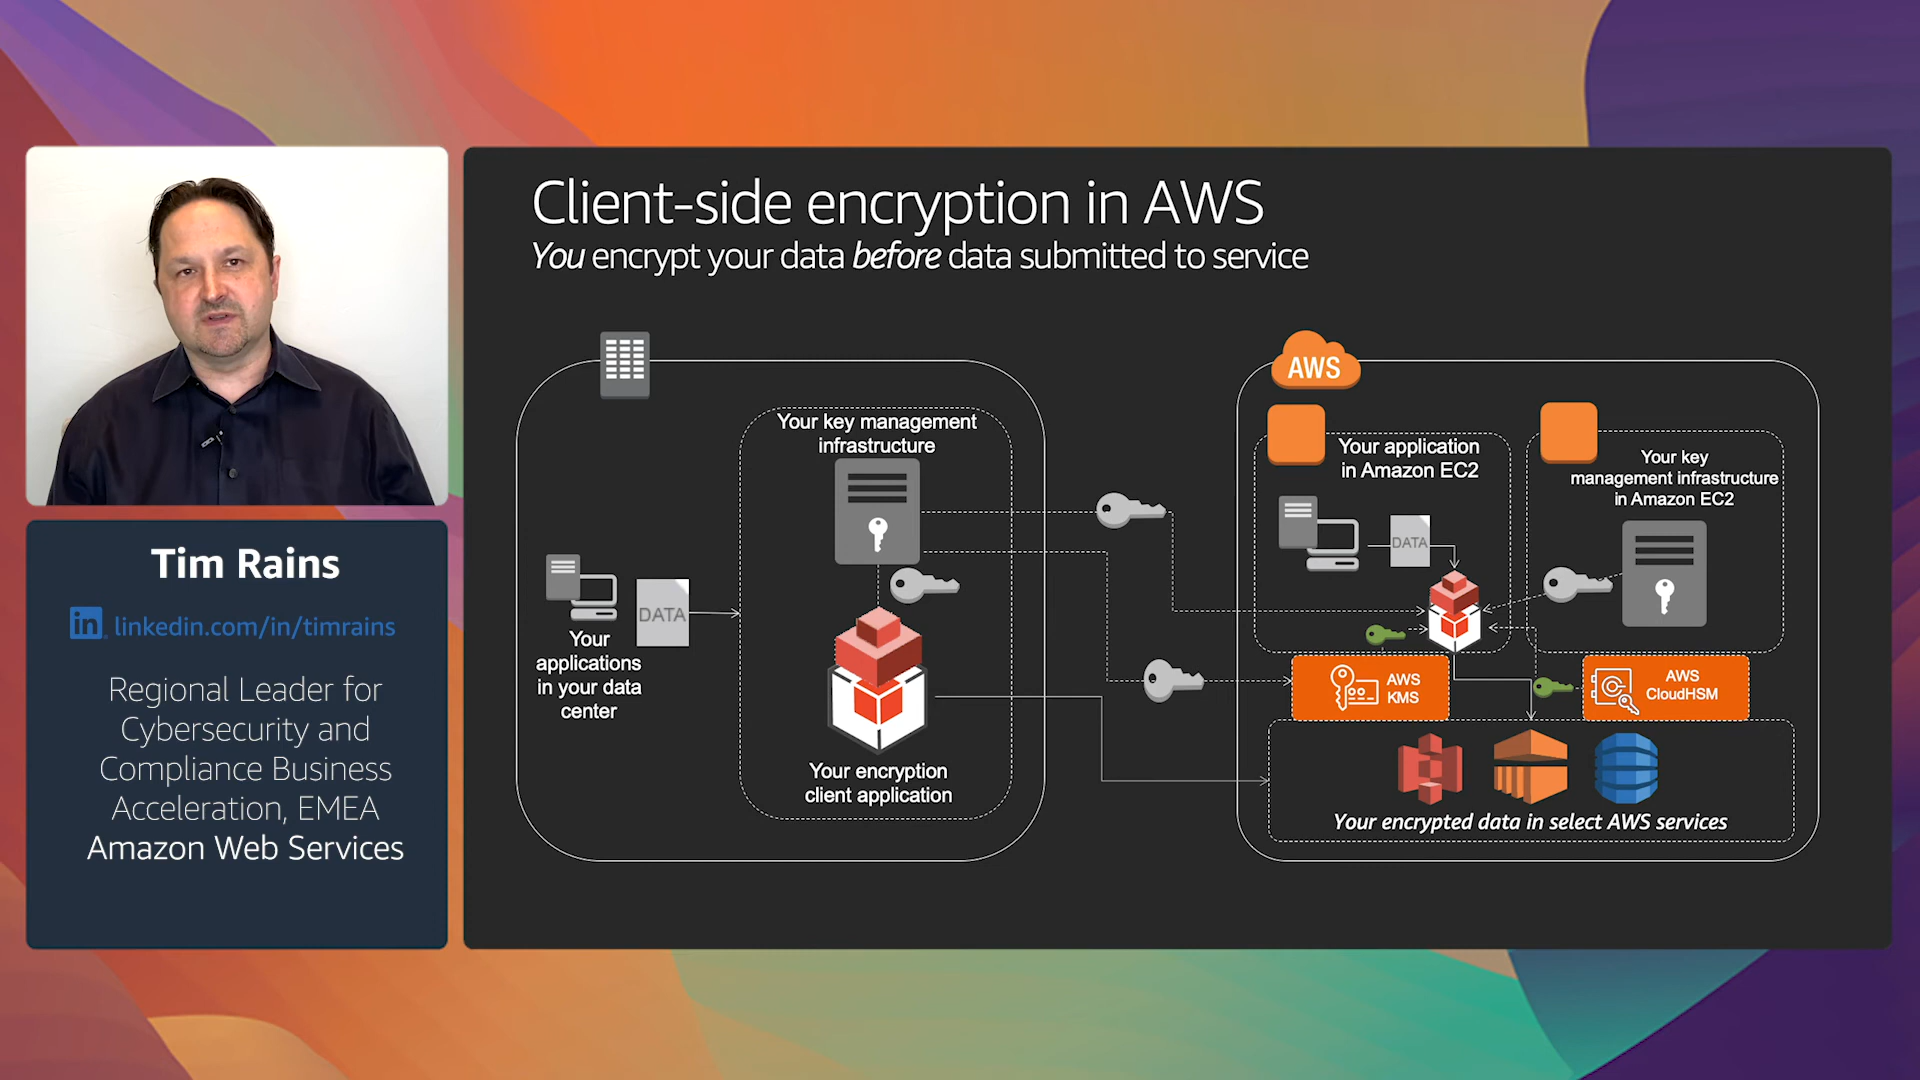 Client-side encryption in AWS
You encrypt your data before data submitted to service
Tim Rains
in linkedin.com/in/timrains
Regional Leader for
Cybersecurity and
Compliance Business
Acceleration, EMEA
Amazon Web Services
Your key management
infrastructure
DATA
Your
applications
in your data
center
Your encryption
client application
AWS
Your application
in Amazon EC2
DATA
Your key
management infrastructure
in Amazon EC2
AWS
KMS
AWS
CloudHSM
Your encrypted data in select AWS services